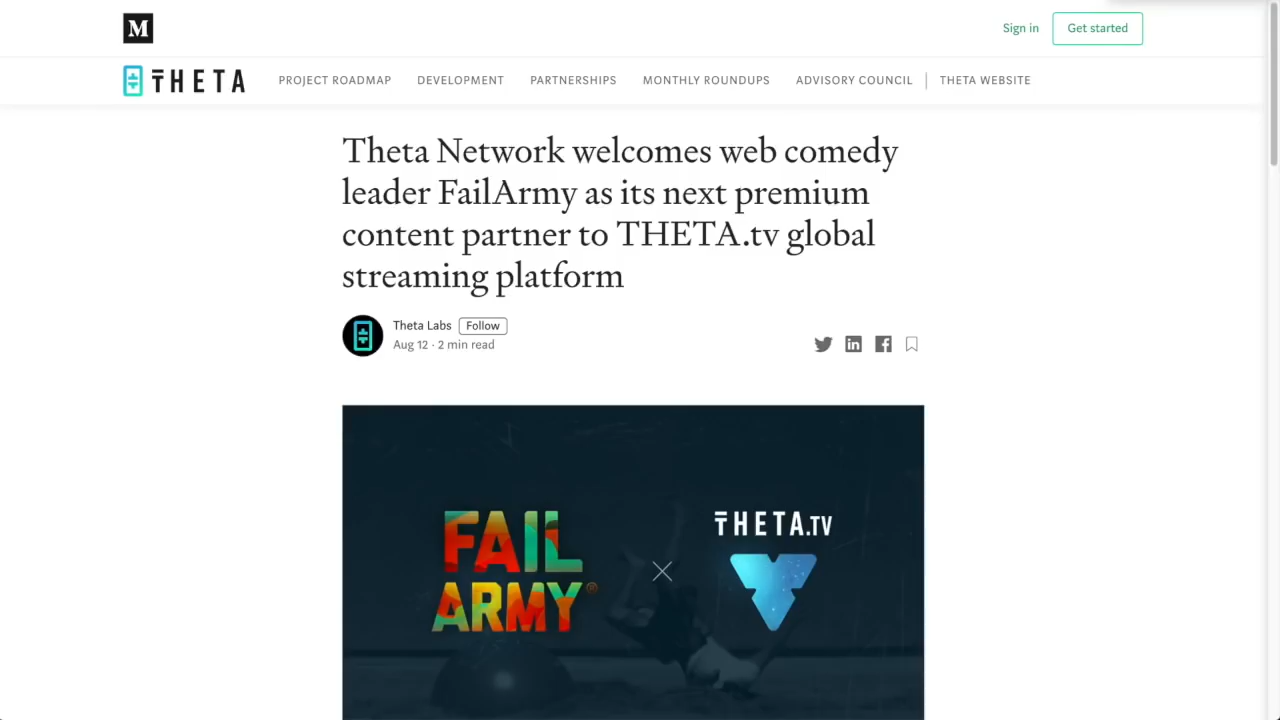 M
Sign in
Get started
THETA
PROJECT ROADMAP
DEVELOPMENT
PARTNERSHIPS
MONTHLY ROUNDUPS
ADVISORY COUNCIL
THETA WEBSITE
Theta Network welcomes web comedy
leader FailArmy as its next premium
content partner to THETA.tv global
streaming platform
Theta Labs
Follow
Aug 12 · 2 min read
in
FAIL
ARMY®
THETA.TV